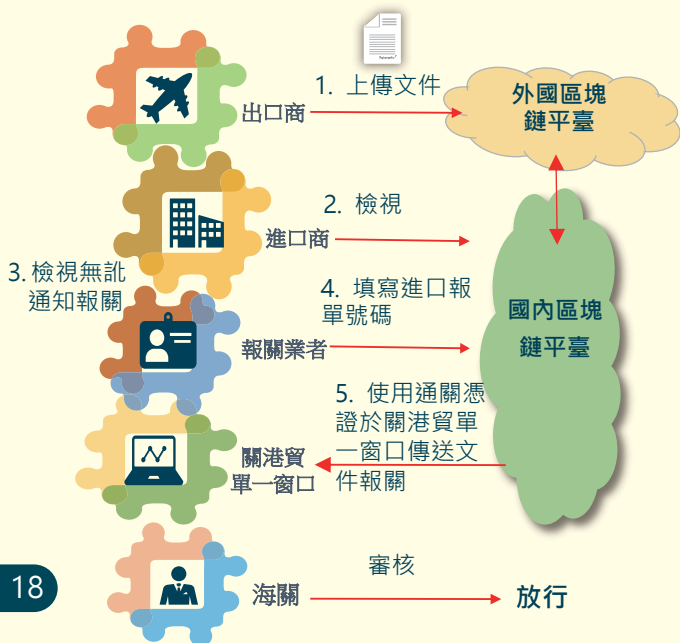 1. 上傳文件
出口商
外國區塊
鏈平臺
2. 檢視
進口商
3. 檢視無訛
通知報關
4. 填寫進口報
單號碼
國內區塊
鏈平臺
報關業者
5. 使用通關憑
證於關港貿單
一窗口傳送文
件報關
關港貿
單一窗口
審核
18
海關
放行